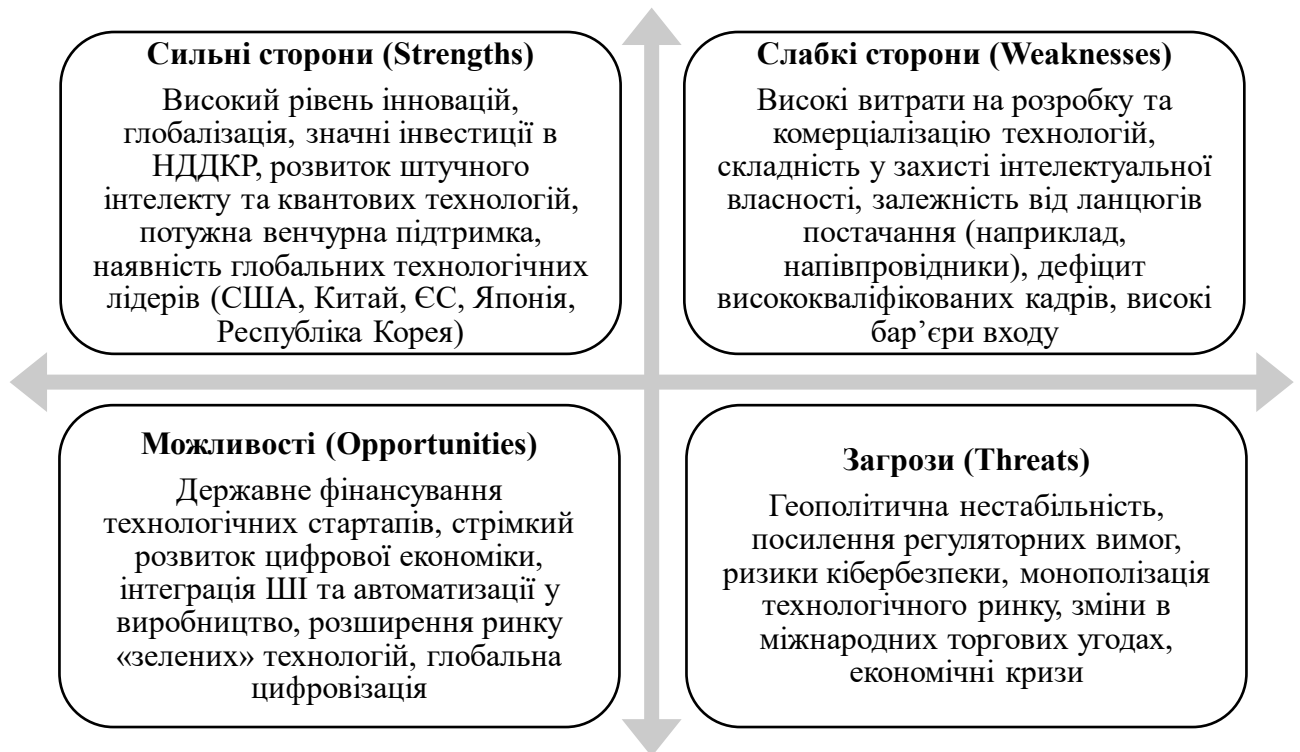 Сильні сторони (Strengths)
Високий рівень інновацій,
глобалізація, значні інвестиції в
НДДКР, розвиток штучного
інтелекту та квантових технологій,
потужна венчурна підтримка,
наявність глобальних технологічних
лідерів (США, Китай, ЄС, Японія,
Республіка Корея)
Слабкі сторони (Weaknesses)
Високі витрати на розробку та
комерціалізацію технологій,
складність у захисті інтелектуальної
власності, залежність від ланцюгів
постачання (наприклад,
напівпровідники), дефіцит
висококваліфікованих кадрів, високі
бар’єри входу
Можливості (Opportunities)
Державне фінансування
технологічних стартапів, стрімкий
розвиток цифрової економіки,
інтеграція ШІ та автоматизації у
виробництво, розширення ринку
«зелених» технологій, глобальна
цифровізація
Загрози (Threats)
Геополітична нестабільність,
посилення регуляторних вимог,
ризики кібербезпеки, монополізація
технологічного ринку, зміни в
міжнародних торгових угодах,
економічні кризи